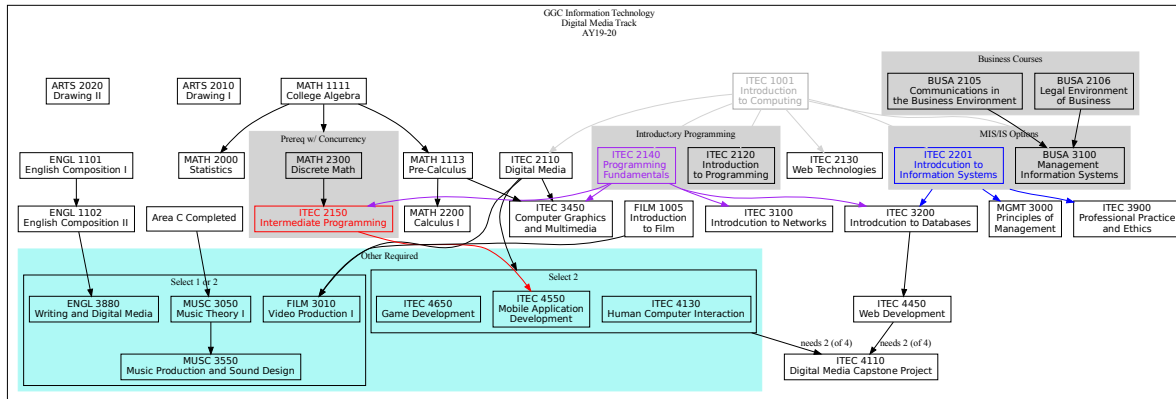 GGC Information Technology
Digital Media Track
AY19-20
Business Courses
ARTS 2020
Drawing II
ARTS 2010
Drawing I
MATH 1111
College Algebra
ITEC 1001
Introduction
to Computing
BUSA 2105
Communications in
the Business Environment
BUSA 2106
Legal Environment
of Business
Prereq w/ Concurrency
Introductory Programming
MIS/IS Options
ENGL 1101
English Composition I
MATH 2000
Statistics
MATH 2300
Discrete Math
MATH 1113
Pre-Calculus
ITEC 2110
Digital Media
ITEC 2140
Programming
Fundamentals
ITEC 2120
Introduction
to Programming
ITEC 2130
Web Technologies
ITEC 2201
Introdcution to
Information Systems
BUSA 3100
Management
Information Systems
ENGL 1102
English Composition II
Area C Completed
ITEC 2150
Intermediate Programming
MATH 2200
Calculus I
ITEC 3450
Computer Graphics
and Multimedia
FILM 1005
Introduction
to Film
ITEC 3100
Introdcution to Networks
ITEC 3200
Introdcution to Databases
MGMT 3000
Principles of
Management
ITEC 3900
Professional Practice
and Ethics
Other Required
Select 1 or 2
Select 2
ENGL 3880
Writing and Digital Media
MUSC 3050
Music Theory I
FILM 3010
Video Production I
ITEC 4650
Game Development
ITEC 4550
Mobile Application
Development
ITEC 4130
Human Computer Interaction
ITEC 4450
Web Development
needs 2 (of 4)
needs 2 (of 4)
MUSC 3550
Music Production and Sound Design
ITEC 4110
Digital Media Capstone Project